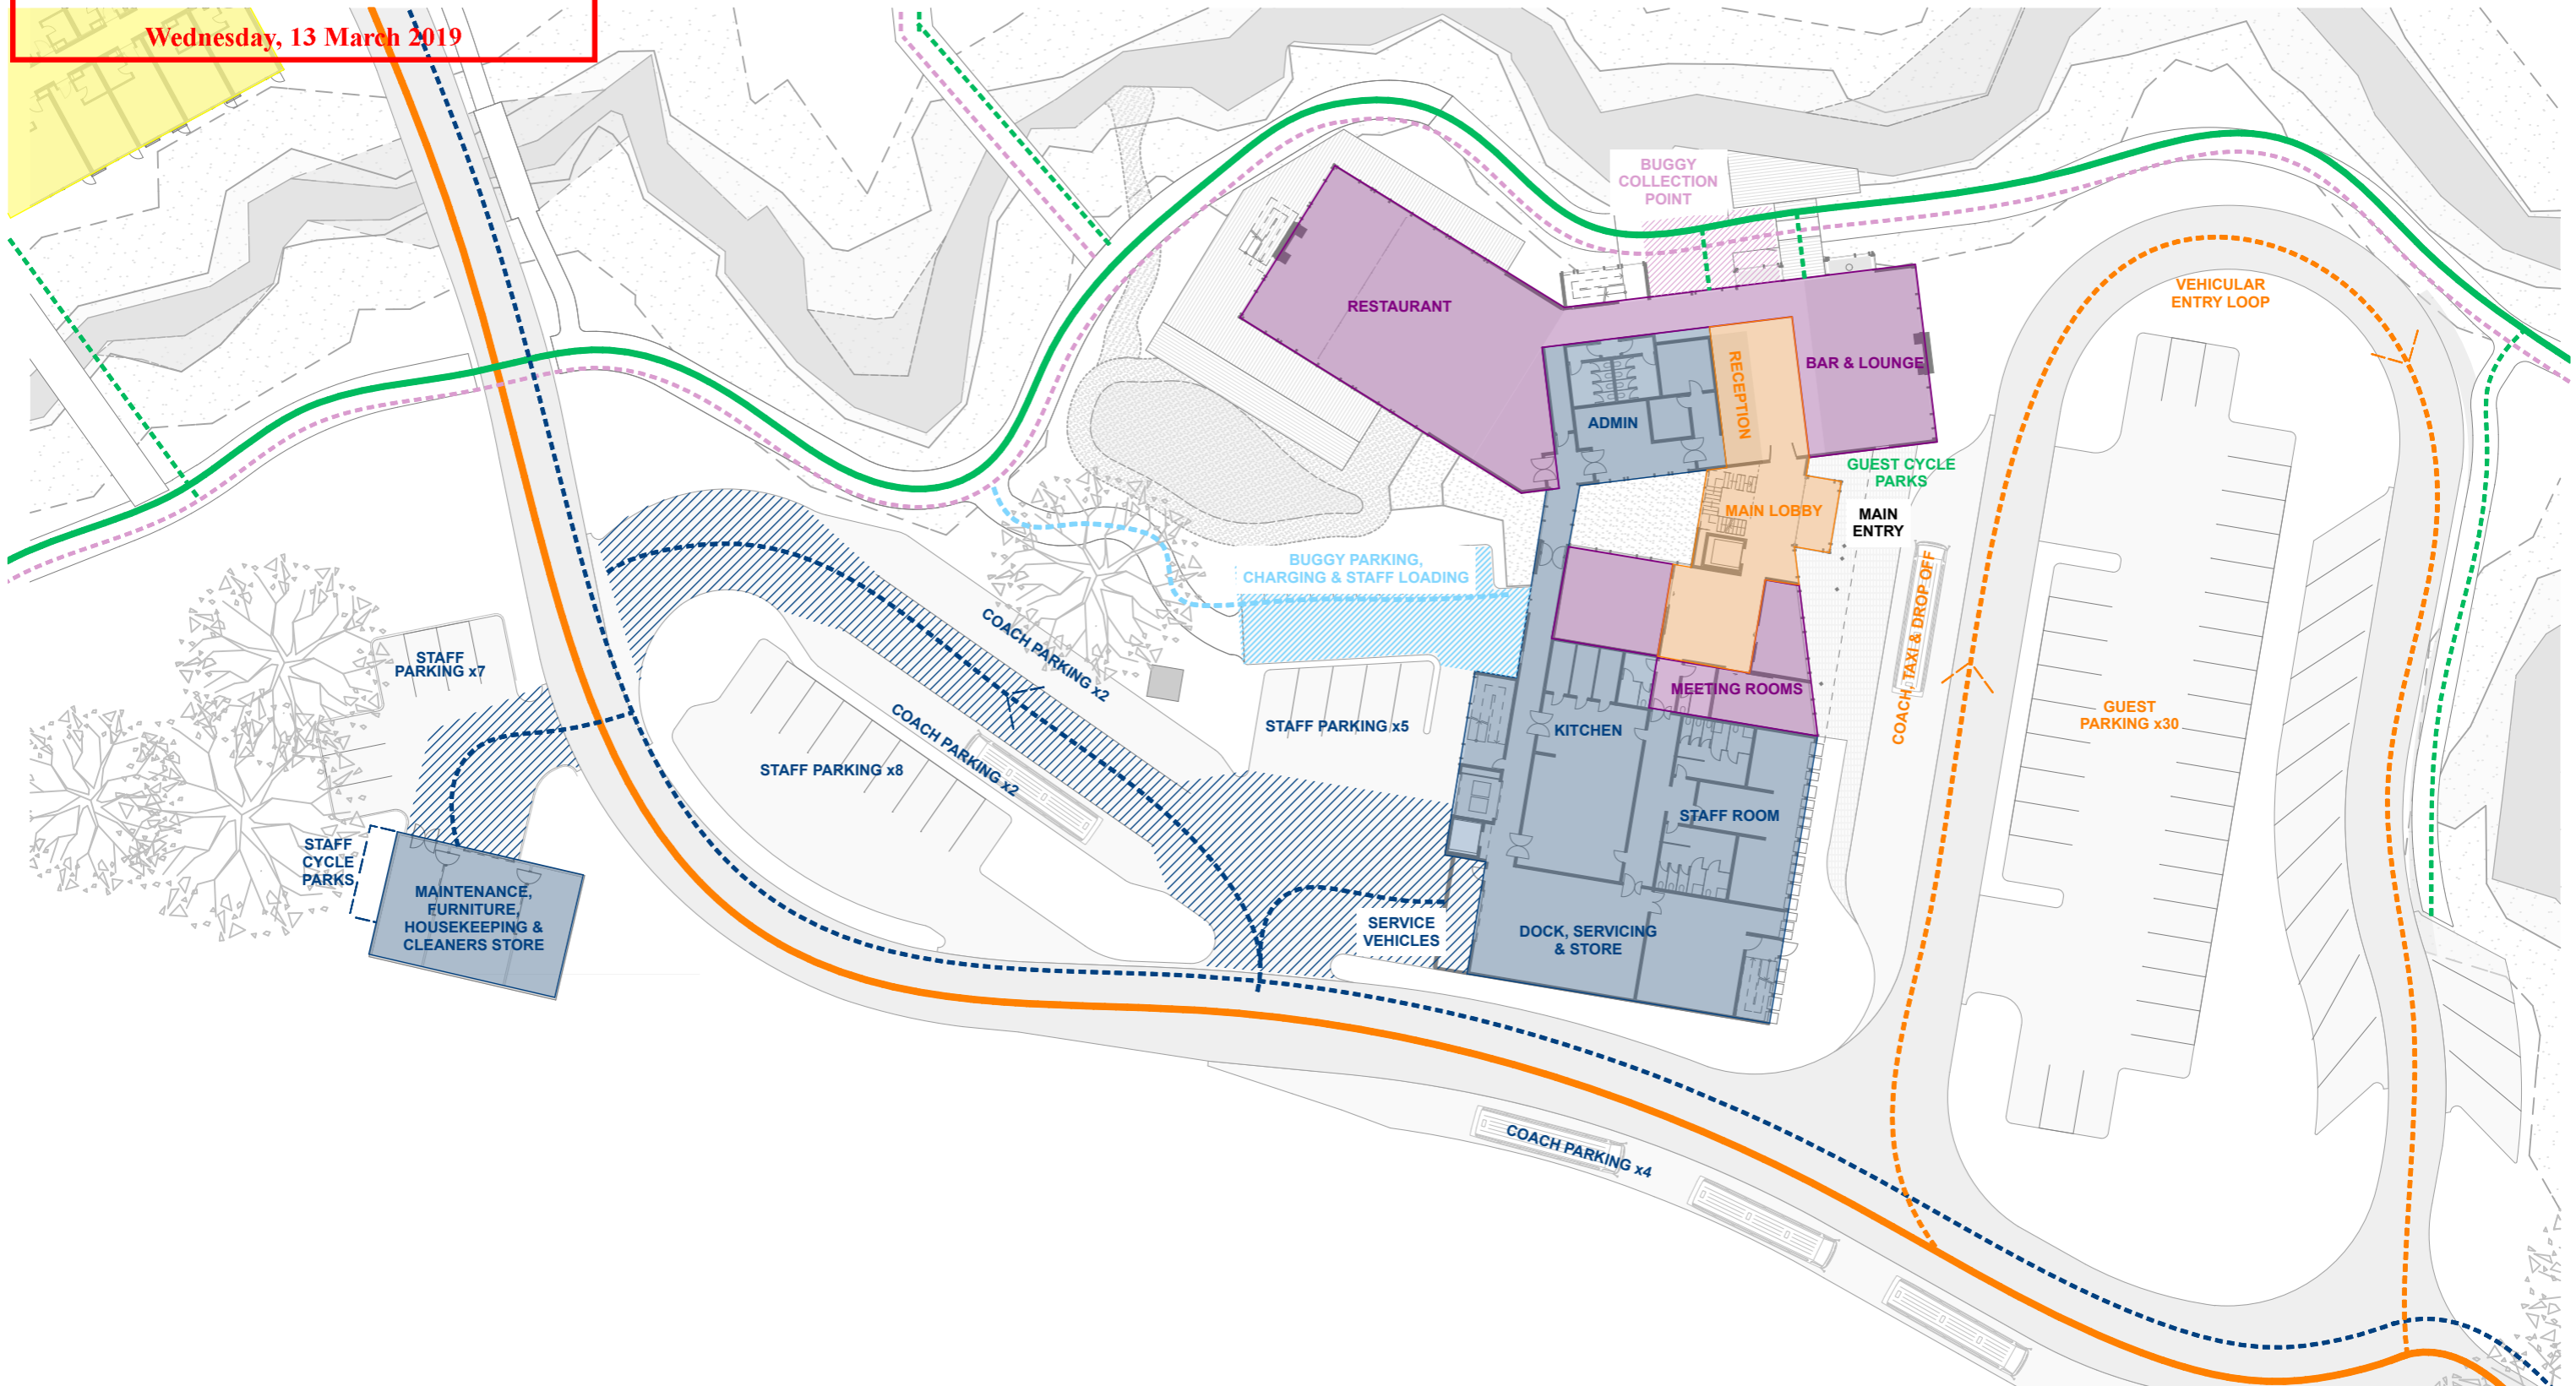 Wednesday, 13 March 2019
BUGGY
COLLECTION
POINT
VEHICULAR
ENTRY LOOP
RESTAURANT
RECEPTION
BAR & LOUNGE
ADMIN
GUEST CYCLE
PARKS
MAIN LOBBY
MAIN
ENTRY
BUGGY PARKING,
CHARGING & STAFF LOADING
COACH, TAXI & DROP OFF
COACH PARKING x2
STAFF
PARKING x7
MEETING ROOMS
GUEST
PARKING x30
COACH PARKING x2
STAFF PARKING x5
KITCHEN
STAFF PARKING x8
STAFF ROOM
STAFF
CYCLE
PARKS
MAINTENANCE,
FURNITURE,
HOUSEKEEPING &
CLEANERS STORE
SERVICE
VEHICLES
DOCK, SERVICING
& STORE
COACH PARKING x4